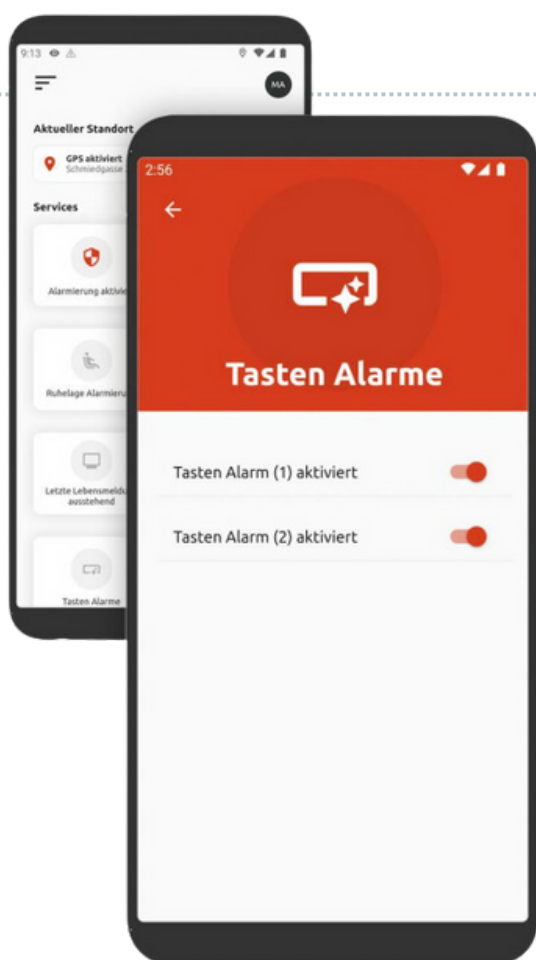 9:13
MA
Aktueller Standort
GPS aktiviert
Schmiedgasse
Services
Alarmierung aktivie
Ruhelage Alarmieru
Letzte Lebensmeldu
ausstehend
Tasten Alarme
2:56
Tasten Alarme
Tasten Alarm (1) aktiviert
Tasten Alarm (2) aktiviert